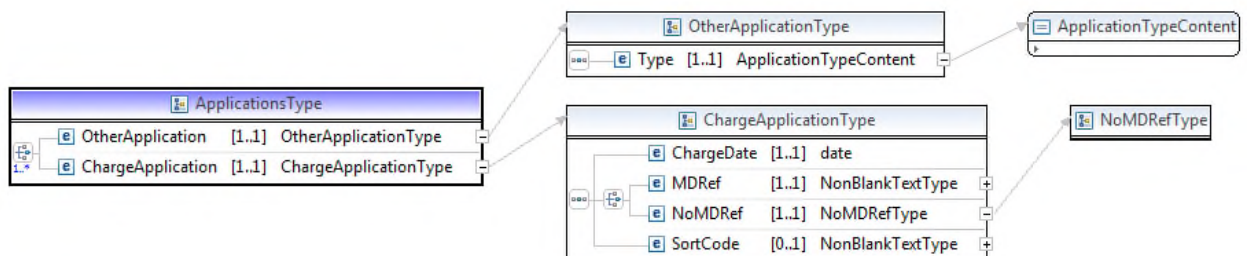 OtherApplicationType
Type [1..1] ApplicationTypeContent
ApplicationTypeContent
ApplicationsType
OtherApplication [1..1] OtherApplicationType
ChargeApplication [1..1] ChargeApplicationType
1..*
ChargeApplicationType
ChargeDate [1..1] date
MDRef [1..1] NonBlankTextType
NoMDRef [1..1] NoMDRefType
SortCode [0..1] NonBlankTextType
NoMDRefType